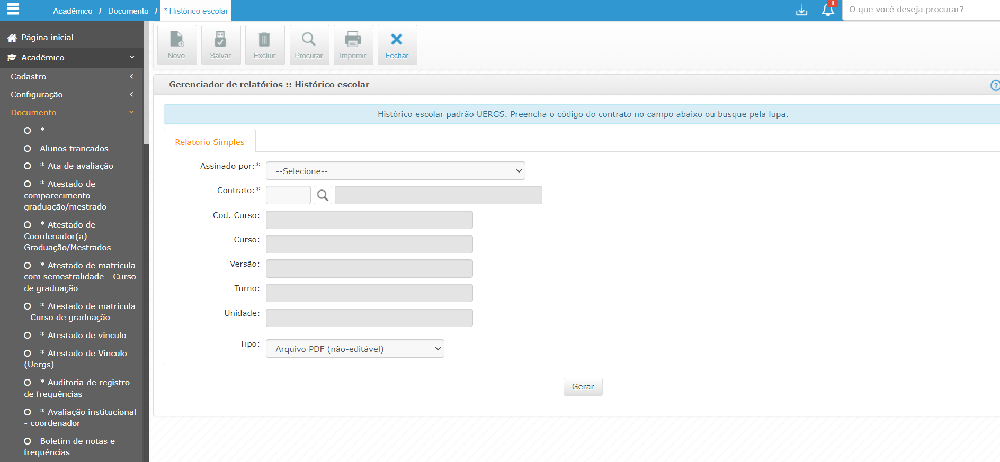 Acadêmico / Documento / * Histórico escolar
1
O que você deseja procurar?
Página inicial
Acadêmico
Cadastro
Configuração
Documento
*
Alunos trancados
* Ata de avaliação
* Atestado de
comparecimento -
graduação/mestrado
* Atestado de
Coordenador(a) -
Graduação/Mestrados
* Atestado de matrícula
com semestralidade - Curso
de graduação
* Atestado de matrícula
- Curso de graduação
* Atestado de vínculo
* Atestado de Vínculo
(Uergs)
* Auditoria de registro
de frequências
* Avaliação institucional
- coordenador
Boletim de notas e
frequências
Novo
Salvar
Excluir
Procurar
Imprimir
Fechar
Gerenciador de relatórios :: Histórico escolar
?
Histórico escolar padrão UERGS. Preencha o código do contrato no campo abaixo ou busque pela lupa.
Relatorio Simples
Assinado por:* --Selecione--
Contrato:*
Cod. Curso:
Curso:
Versão:
Turno:
Unidade:
Tipo: Arquivo PDF (não-editável)
Gerar